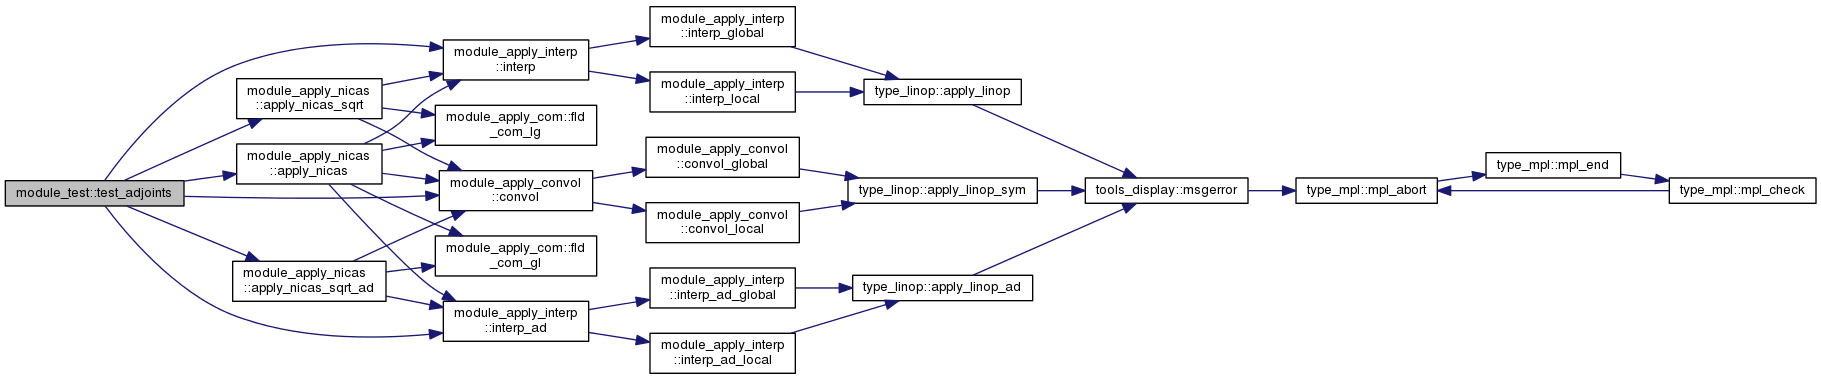 module_test::test_adjoints
module_apply_nicas
::apply_nicas_sqrt
module_apply_nicas
::apply_nicas
module_apply_nicas
::apply_nicas_sqrt_ad
module_apply_interp
::interp
module_apply_com::fld
_com_lg
module_apply_convol
::convol
module_apply_com::fld
_com_gl
module_apply_interp
::interp_ad
module_apply_interp
::interp_global
module_apply_interp
::interp_local
module_apply_convol
::convol_global
module_apply_convol
::convol_local
module_apply_interp
::interp_ad_global
module_apply_interp
::interp_ad_local
type_linop::apply_linop
type_linop::apply_linop_sym
type_linop::apply_linop_ad
tools_display::msgerror
type_mpl::mpl_abort
type_mpl::mpl_end
type_mpl::mpl_check